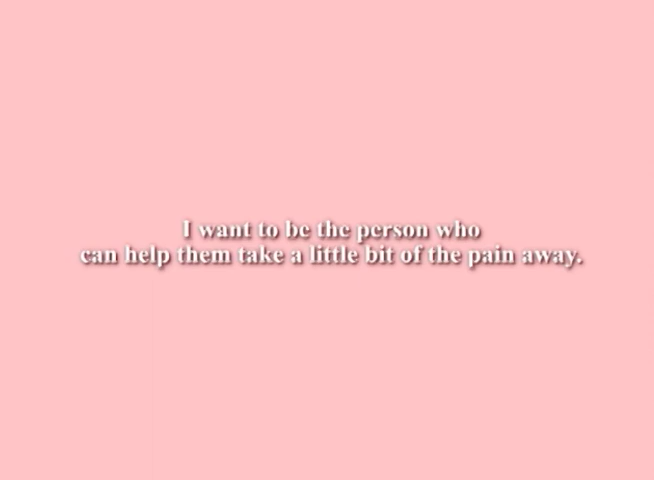 I want to be the person who
can help them take a little bit of the pain away.